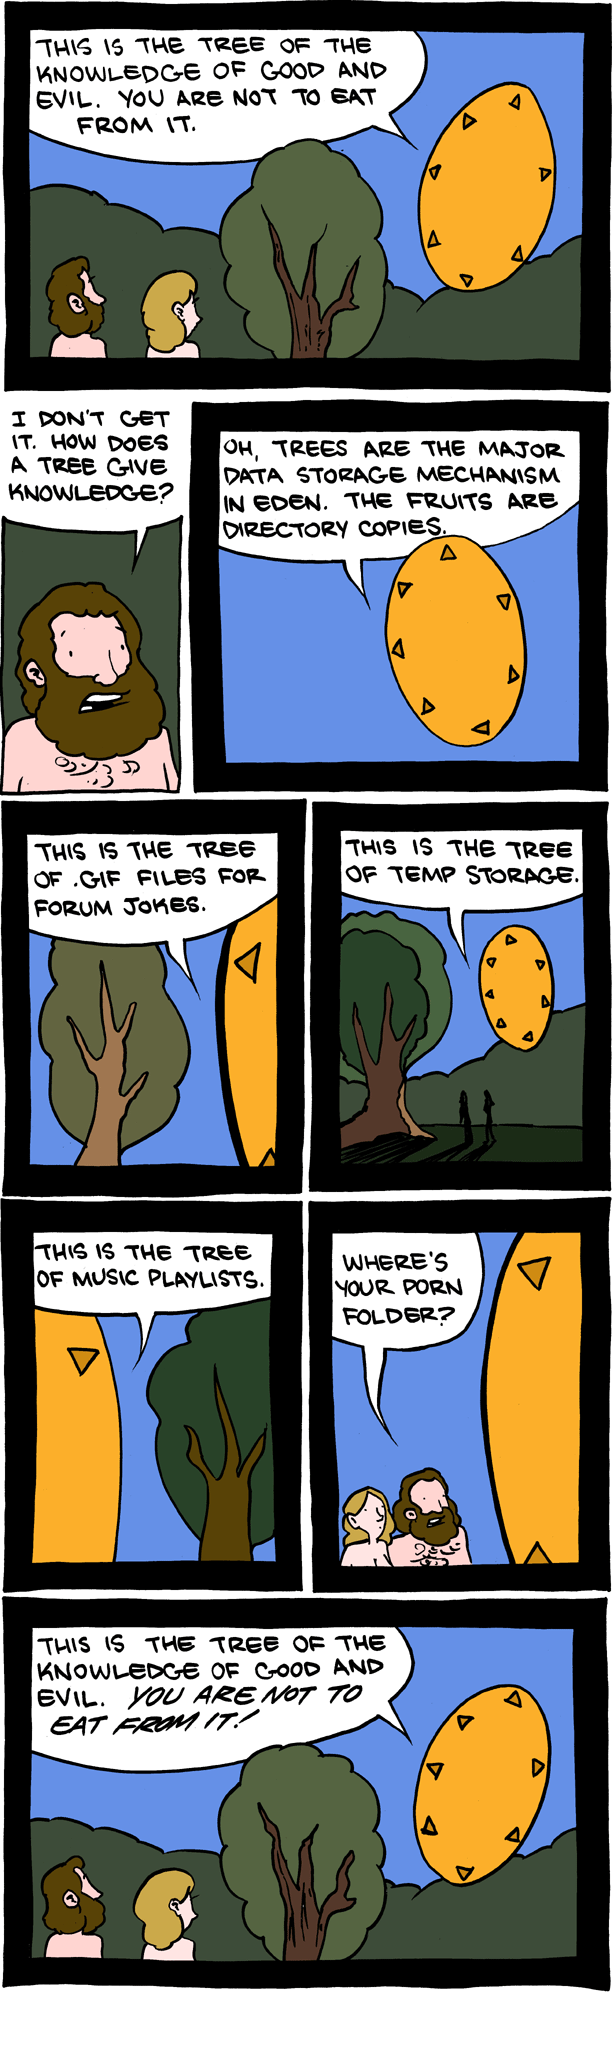 THIS IS THE TREE OF THE
KNOWLEDGE OF GOOD AND
EVIL. YOU ARE NOT TO EAT
FROM IT.
I DON'T GET
IT. HOW DOES
A TREE GIVE
KNOWLEDGE?
OH, TREES ARE THE MAJOR
DATA STORAGE MECHANISM
IN EDEN. THE FRUITS ARE
DIRECTORY COPIES.
THIS IS THE TREE
OF .GIF FILES FOR
FORUM JOKES.
THIS IS THE TREE
OF TEMP STORAGE.
THIS IS THE TREE
OF MUSIC PLAYLISTS.
WHERE'S
YOUR PORN
FOLDER?
THIS IS THE TREE OF THE
KNOWLEDGE OF GOOD AND
EVIL. YOU ARE NOT TO
EAT FROM IT!